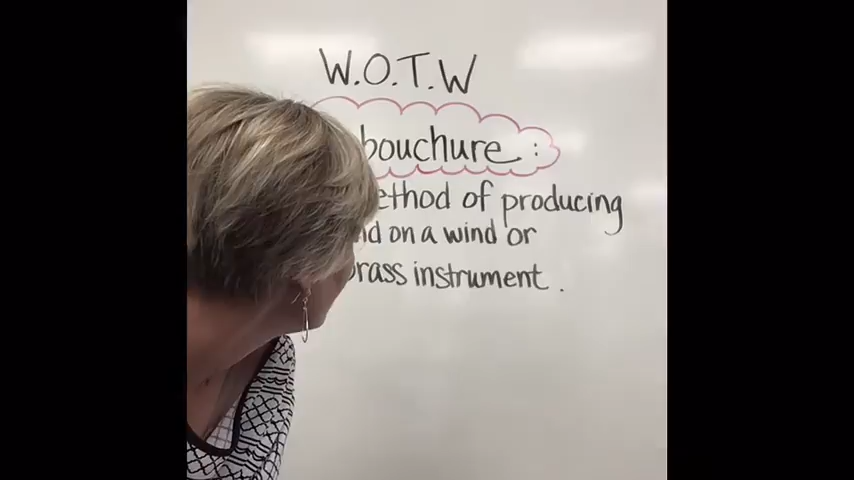 W.O.T.W
bouchure :
ethod of producing
nd on a wind or
brass instrument.